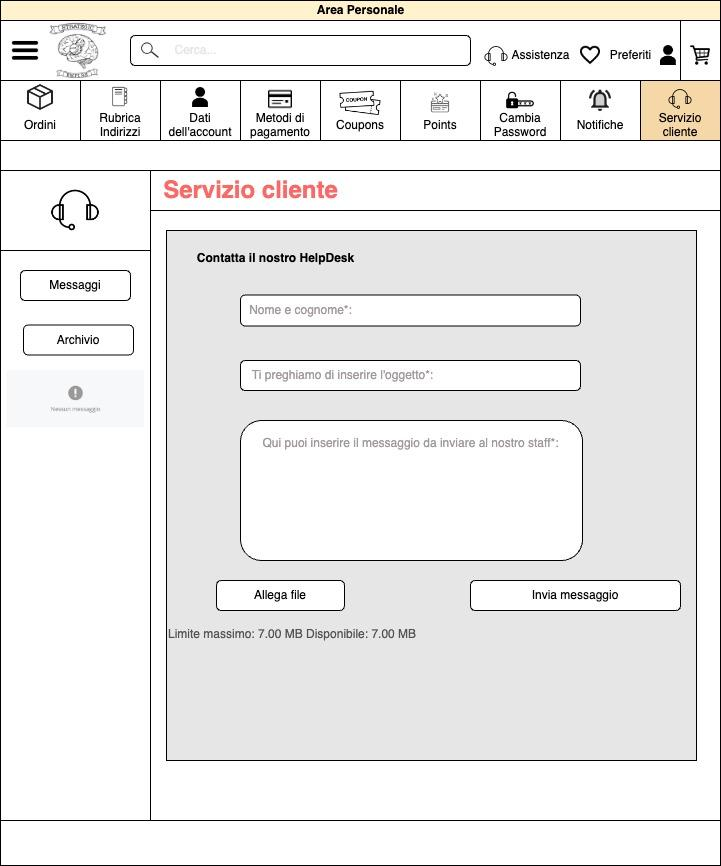 Area Personale
STRATEGIC
Cerca...
Assistenza
Preferiti
Ordini
Rubrica
Indirizzi
Dati
dell'account
Metodi di
pagamento
COUPON
Coupons
Points
Cambia
Password
Notifiche
Servizio
cliente
Servizio cliente
Contatta il nostro HelpDesk
Messaggi
Nome e cognome*:
Archivio
Ti preghiamo di inserire l'oggetto*:
Nessun messaggio
Qui puoi inserire il messaggio da inviare al nostro staff*:
Allega file
Invia messaggio
Limite massimo: 7.00 MB Disponibile: 7.00 MB